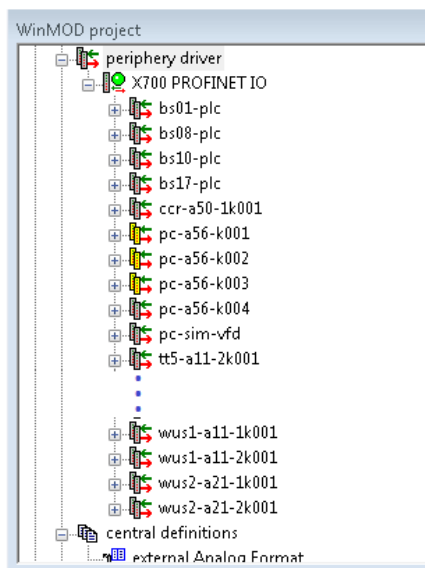 WinMOD project
periphery driver
X700 PROFINET IO
bs01-plc
bs08-plc
bs10-plc
bs17-plc
ccr-a50-1k001
pc-a56-k001
pc-a56-k002
pc-a56-k003
pc-a56-k004
pc-sim-vfd
tt5-a11-2k001
wus1-a11-1k001
wus1-a11-2k001
wus2-a21-1k001
wus2-a21-2k001
central definitions
external Analog Format